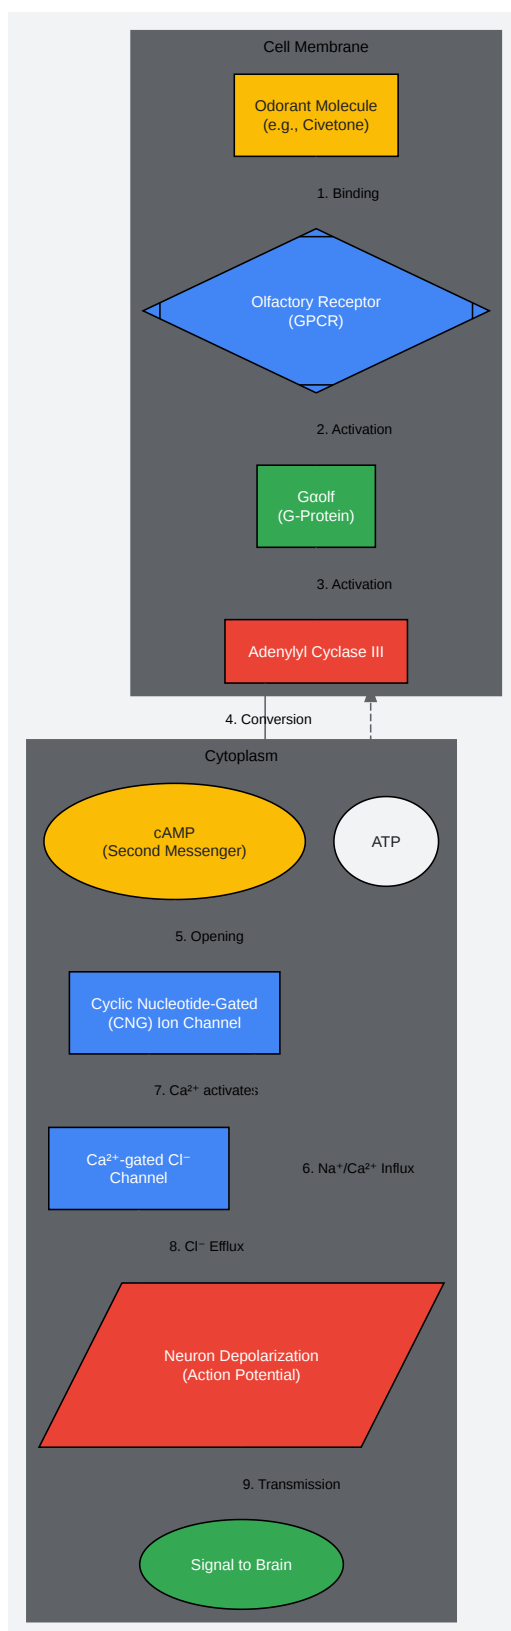 Cell Membrane
Odorant Molecule
(e.g., Civetone)
1. Binding
Olfactory Receptor
(GPCR)
2. Activation
Gαolf
(G-Protein)
3. Activation
Adenylyl Cyclase III
4. Conversion
Cytoplasm
cAMP
(Second Messenger)
ATP
5. Opening
Cyclic Nucleotide-Gated
(CNG) Ion Channel
7. Ca²⁺ activates
Ca²⁺-gated Cl⁻
Channel
6. Na⁺/Ca²⁺ Influx
8. Cl⁻ Efflux
Neuron Depolarization
(Action Potential)
9. Transmission
Signal to Brain